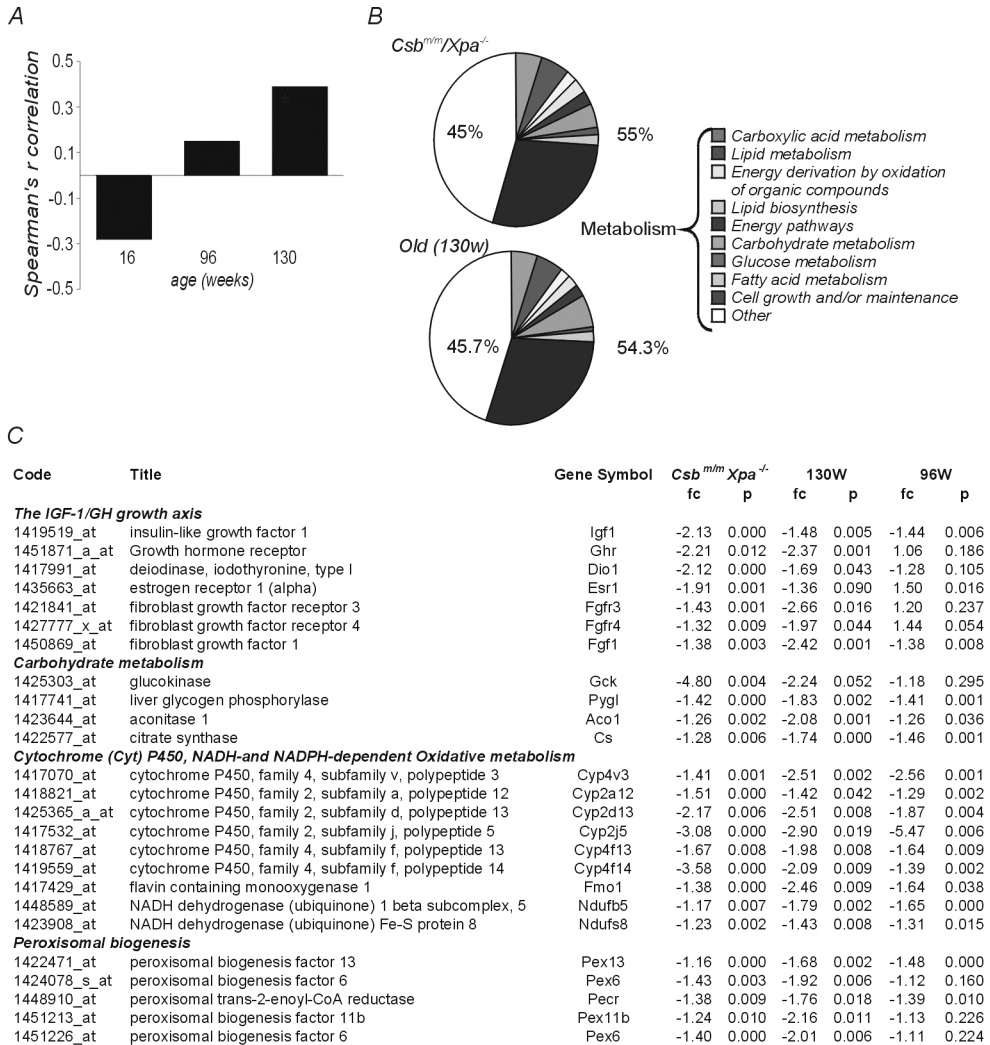 A
Spearman's r correlation
0.5
0.3
0.1
-0.1
-0.3
-0.5
16 96 130
age (weeks)
*
B
Csb m/m/Xpa -/-
45%
55%
Old (130w)
45.7%
54.3%
Metabolism
Carboxylic acid metabolism
Lipid metabolism
Energy derivation by oxidation
of organic compounds
Lipid biosynthesis
Energy pathways
Carbohydrate metabolism
Glucose metabolism
Fatty acid metabolism
Cell growth and/or maintenance
Other
C
Code Title Gene Symbol Csb m/m Xpa -/- 130W 96W
fc p fc p fc p
The IGF-1/GH growth axis
1419519_at insulin-like growth factor 1 Igf1 -2.13 0.000 -1.48 0.005 -1.44 0.006
1451871_a_at Growth hormone receptor Ghr -2.21 0.012 -2.37 0.001 1.06 0.186
1417991_at deiodinase, iodothyronine, type I Dio1 -2.12 0.000 -1.69 0.043 -1.28 0.105
1435663_at estrogen receptor 1 (alpha) Esr1 -1.91 0.001 -1.36 0.090 1.50 0.016
1421841_at fibroblast growth factor receptor 3 Fgfr3 -1.43 0.001 -2.66 0.016 1.20 0.237
1427777_x_at fibroblast growth factor receptor 4 Fgfr4 -1.32 0.009 -1.97 0.044 1.44 0.054
1450869_at fibroblast growth factor 1 Fgf1 -1.38 0.003 -2.42 0.001 -1.38 0.008
Carbohydrate metabolism
1425303_at glucokinase Gck -4.80 0.004 -2.24 0.052 -1.18 0.295
1417741_at liver glycogen phosphorylase Pygl -1.42 0.000 -1.83 0.002 -1.41 0.001
1423644_at aconitase 1 Aco1 -1.26 0.002 -2.08 0.001 -1.26 0.036
1422577_at citrate synthase Cs -1.28 0.006 -1.74 0.000 -1.46 0.001
Cytochrome (Cyt) P450, NADH-and NADPH-dependent Oxidative metabolism
1417070_at cytochrome P450, family 4, subfamily v, polypeptide 3 Cyp4v3 -1.41 0.001 -2.51 0.002 -2.56 0.001
1418821_at cytochrome P450, family 2, subfamily a, polypeptide 12 Cyp2a12 -1.51 0.000 -1.42 0.042 -1.29 0.002
1425365_a_at cytochrome P450, family 2, subfamily d, polypeptide 13 Cyp2d13 -2.17 0.006 -2.51 0.008 -1.87 0.004
1417532_at cytochrome P450, family 2, subfamily j, polypeptide 5 Cyp2j5 -3.08 0.000 -2.90 0.019 -5.47 0.006
1418767_at cytochrome P450, family 4, subfamily f, polypeptide 13 Cyp4f13 -1.67 0.008 -1.98 0.008 -1.64 0.009
1419559_at cytochrome P450, family 4, subfamily f, polypeptide 14 Cyp4f14 -3.58 0.000 -2.09 0.009 -1.39 0.002
1417429_at flavin containing monooxygenase 1 Fmo1 -1.38 0.000 -2.46 0.009 -1.64 0.038
1448589_at NADH dehydrogenase (ubiquinone) 1 beta subcomplex, 5 Ndufb5 -1.17 0.007 -1.79 0.002 -1.65 0.000
1423908_at NADH dehydrogenase (ubiquinone) Fe-S protein 8 Ndufs8 -1.23 0.002 -1.43 0.008 -1.31 0.015
Peroxisomal biogenesis
1422471_at peroxisomal biogenesis factor 13 Pex13 -1.16 0.000 -1.68 0.002 -1.48 0.000
1424078_s_at peroxisomal biogenesis factor 6 Pex6 -1.43 0.003 -1.92 0.006 -1.12 0.160
1448910_at peroxisomal trans-2-enoyl-CoA reductase Pecr -1.38 0.009 -1.76 0.018 -1.39 0.010
1451213_at peroxisomal biogenesis factor 11b Pex11b -1.24 0.010 -2.16 0.011 -1.13 0.226
1451226_at peroxisomal biogenesis factor 6 Pex6 -1.40 0.000 -2.01 0.006 -1.11 0.224